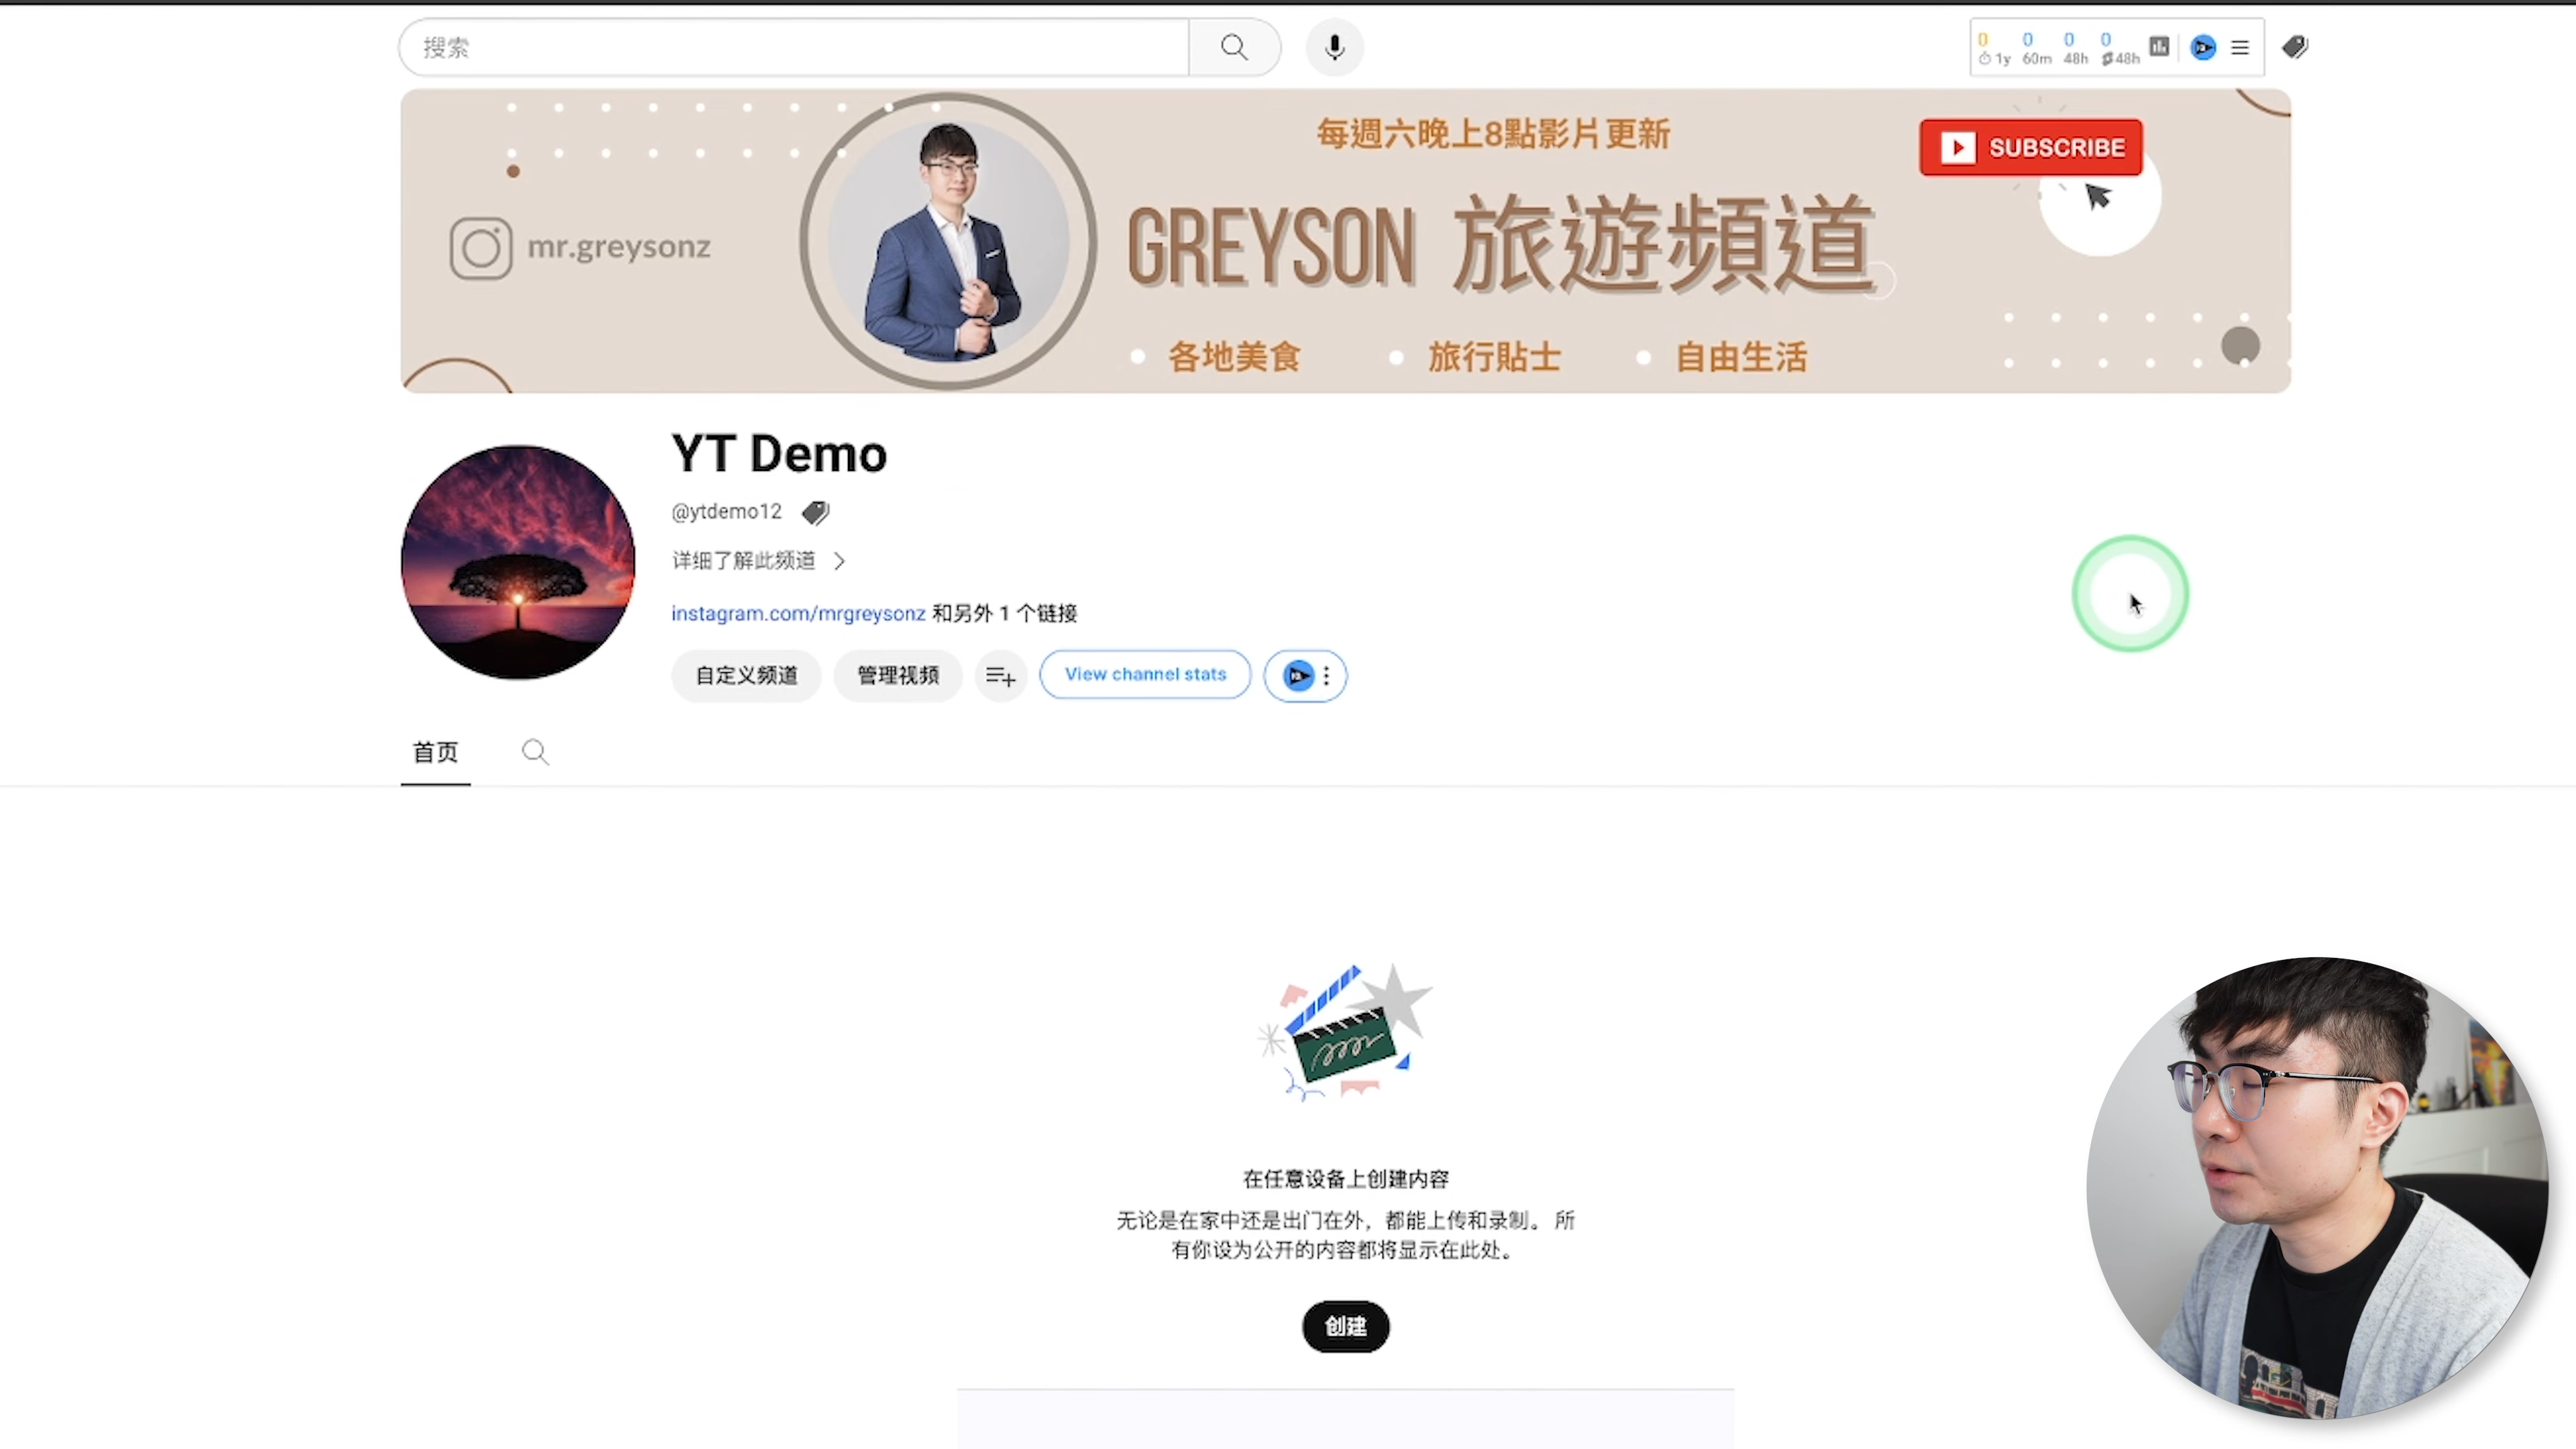 搜索
0 0 0 0
1y 60m 48h 48h
每週六晚上8點影片更新
SUBSCRIBE
mr.greysonz
GREYSON 旅遊頻道
各地美食 旅行貼士 自由生活
YT Demo
@ytdemo12
详细了解此频道
instagram.com/mrgreysonz 和另外 1 个链接
自定义频道 管理视频 View channel stats
首页
在任意设备上创建内容
无论是在家中还是出门在外，都能上传和录制。 所
有你设为公开的内容都将显示在此处。
创建